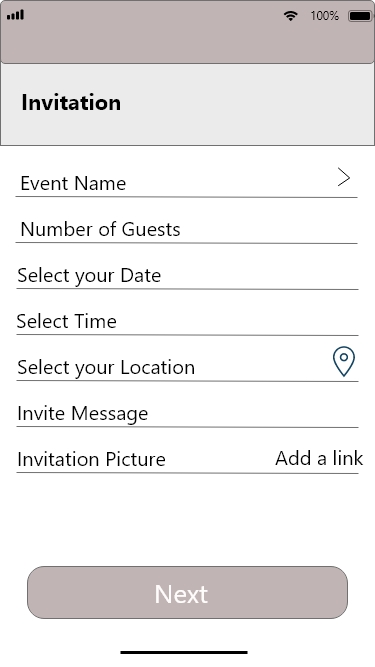 100%
Invitation
Event Name
Number of Guests
Select your Date
Select Time
Select your Location
Invite Message
Invitation Picture Add a link
Next